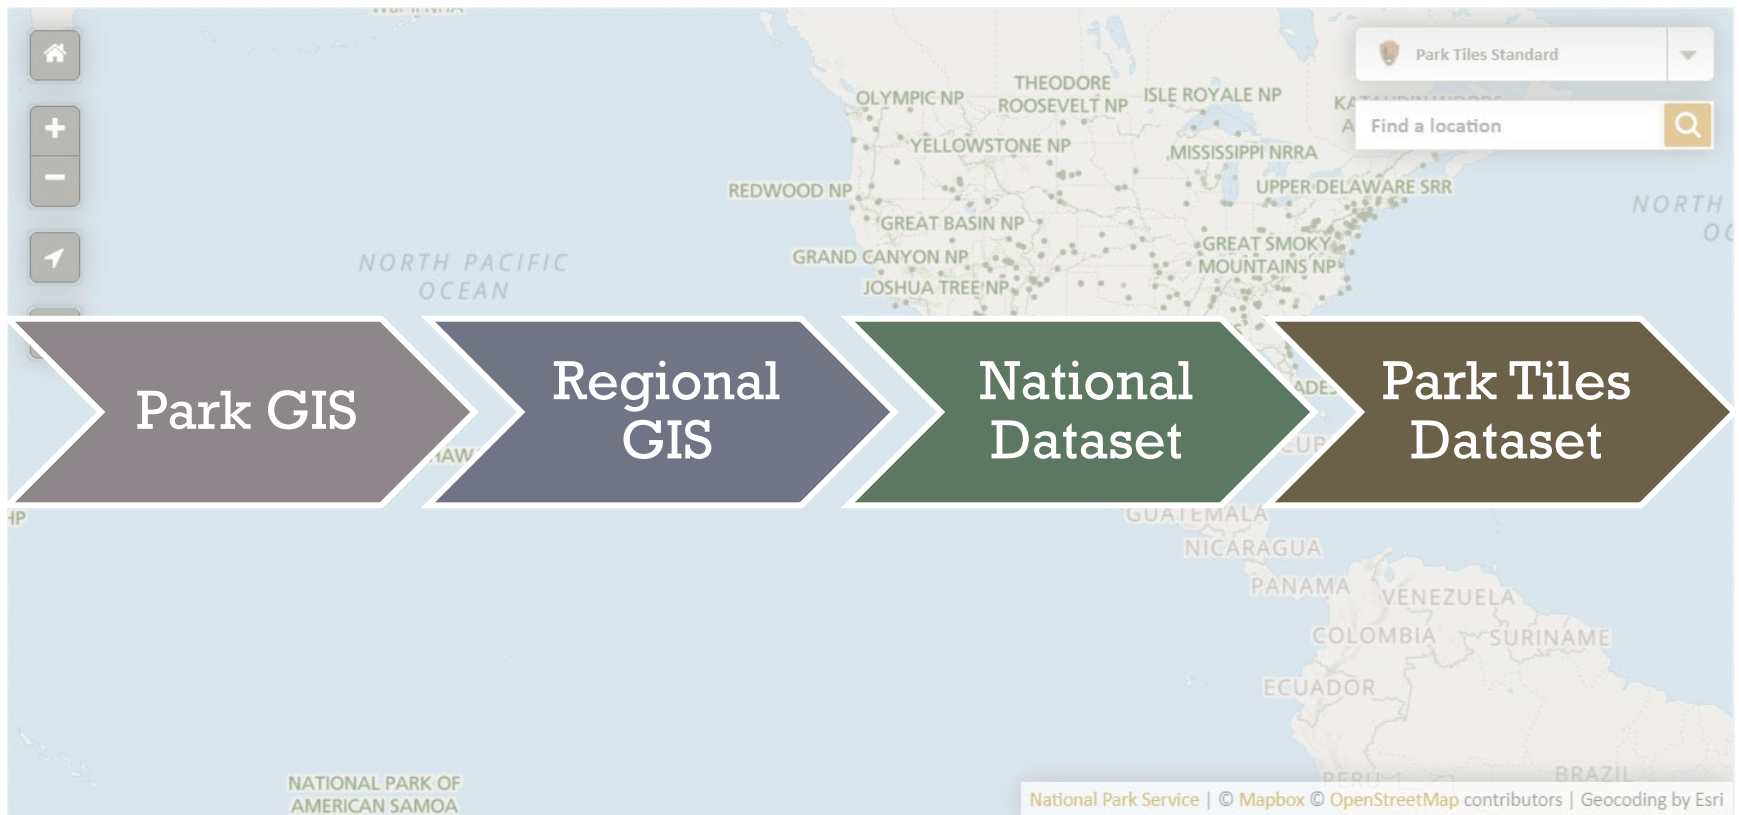 Park Tiles Standard
THEODORE
ROOSEVELT NP
OLYMPIC NP
ISLE ROYALE NP
Find a location
YELLOWSTONE NP
MISSISSIPPI NRRA
REDWOOD NP
UPPER DELAWARE SRR
NORTH
GREAT BASIN NP
GREAT SMOKY
MOUNTAINS NP
GRAND CANYON NP
JOSHUA TREE NP
NORTH PACIFIC
OCEAN
Park GIS
Regional
GIS
National
Dataset
Park Tiles
Dataset
HP
GUATEMALA
NICARAGUA
PANAMA
VENEZUELA
COLOMBIA
SURINAME
ECUADOR
PERU
BRAZIL
NATIONAL PARK OF
AMERICAN SAMOA
National Park Service | © Mapbox © OpenStreetMap contributors | Geocoding by Esri